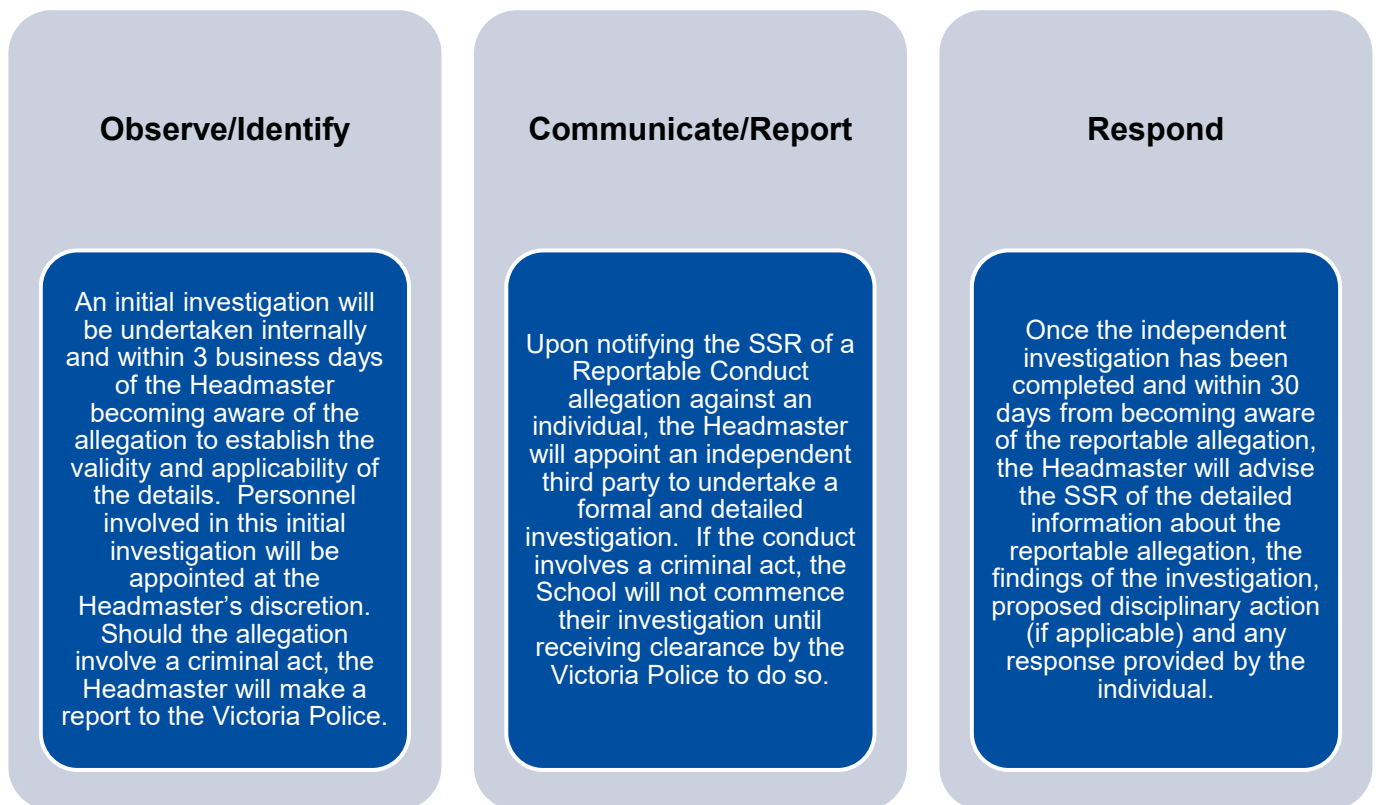 Observe/Identify
An initial investigation will
be undertaken internally
and within 3 business days
of the Headmaster
becoming aware of the
allegation to establish the
validity and applicability of
the details.  Personnel
involved in this initial
investigation will be
appointed at the
Headmaster’s discretion.
Should the allegation
involve a criminal act, the
Headmaster will make a
report to the Victoria Police.
Communicate/Report
Upon notifying the SSR of a
Reportable Conduct
allegation against an
individual, the Headmaster
will appoint an independent
third party to undertake a
formal and detailed
investigation.  If the conduct
involves a criminal act, the
School will not commence
their investigation until
receiving clearance by the
Victoria Police to do so.
Respond
Once the independent
investigation has been
completed and within 30
days from becoming aware
of the reportable allegation,
the Headmaster will advise
the SSR of the detailed
information about the
reportable allegation, the
findings of the investigation,
proposed disciplinary action
(if applicable) and any
response provided by the
individual.